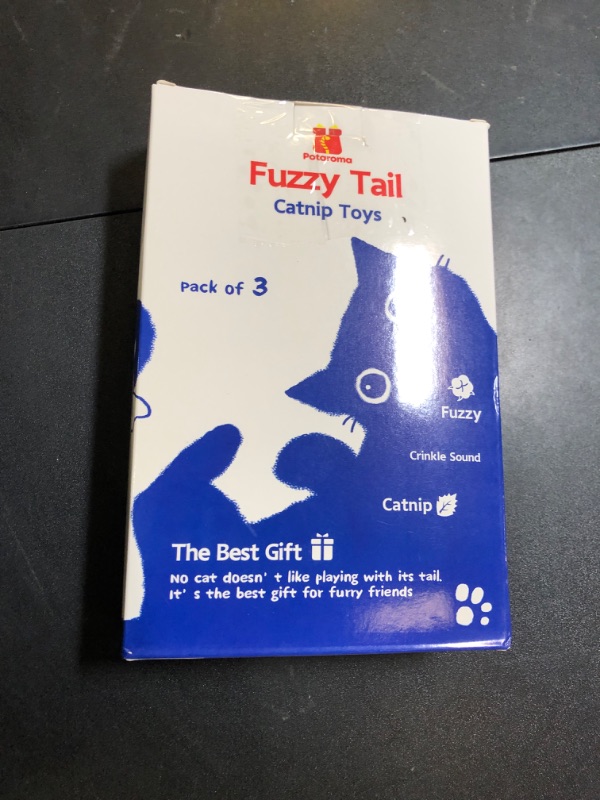 Potaroma
Fuzzy Tail
Catnip Toys
Pack of 3
Fuzzy
Crinkle Sound
Catnip
The Best Gift
No cat doesn' t like playing with its tail.
It' s the best gift for furry friends